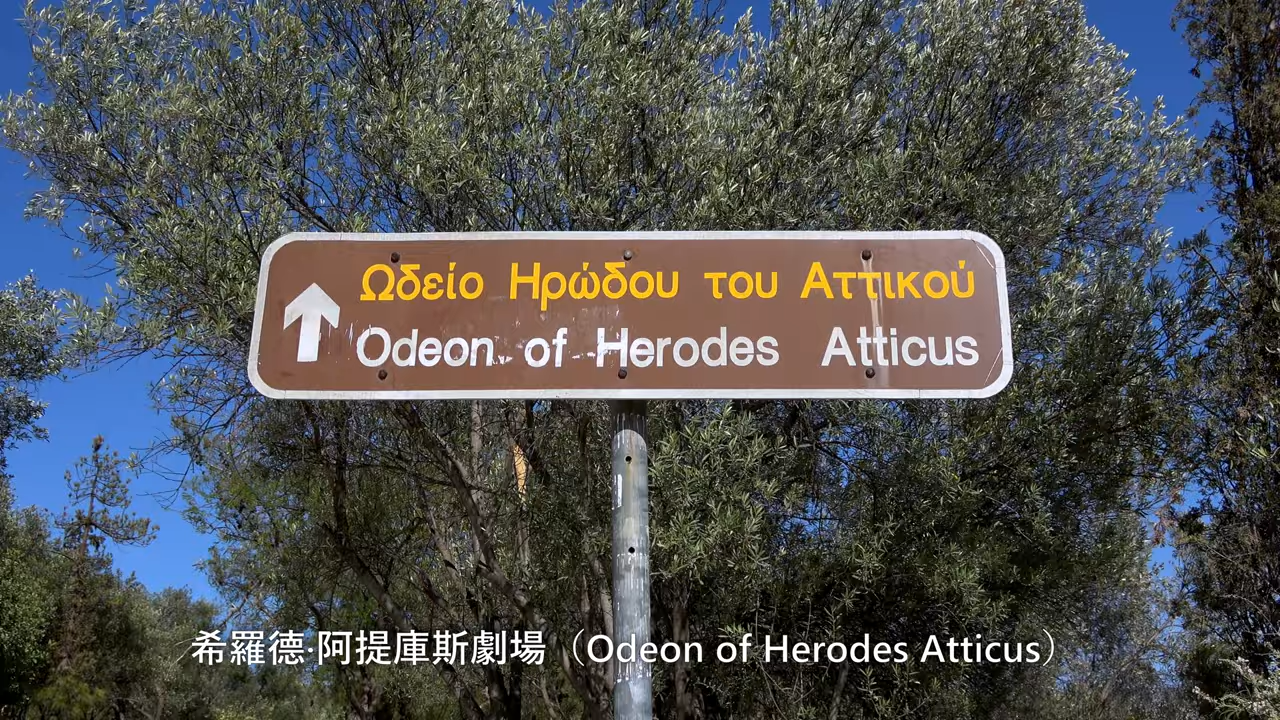 Ωδείο Ηρώδου του Αττικού
Odeon of Herodes Atticus
希羅德·阿提庫斯劇場（Odeon of Herodes Atticus）